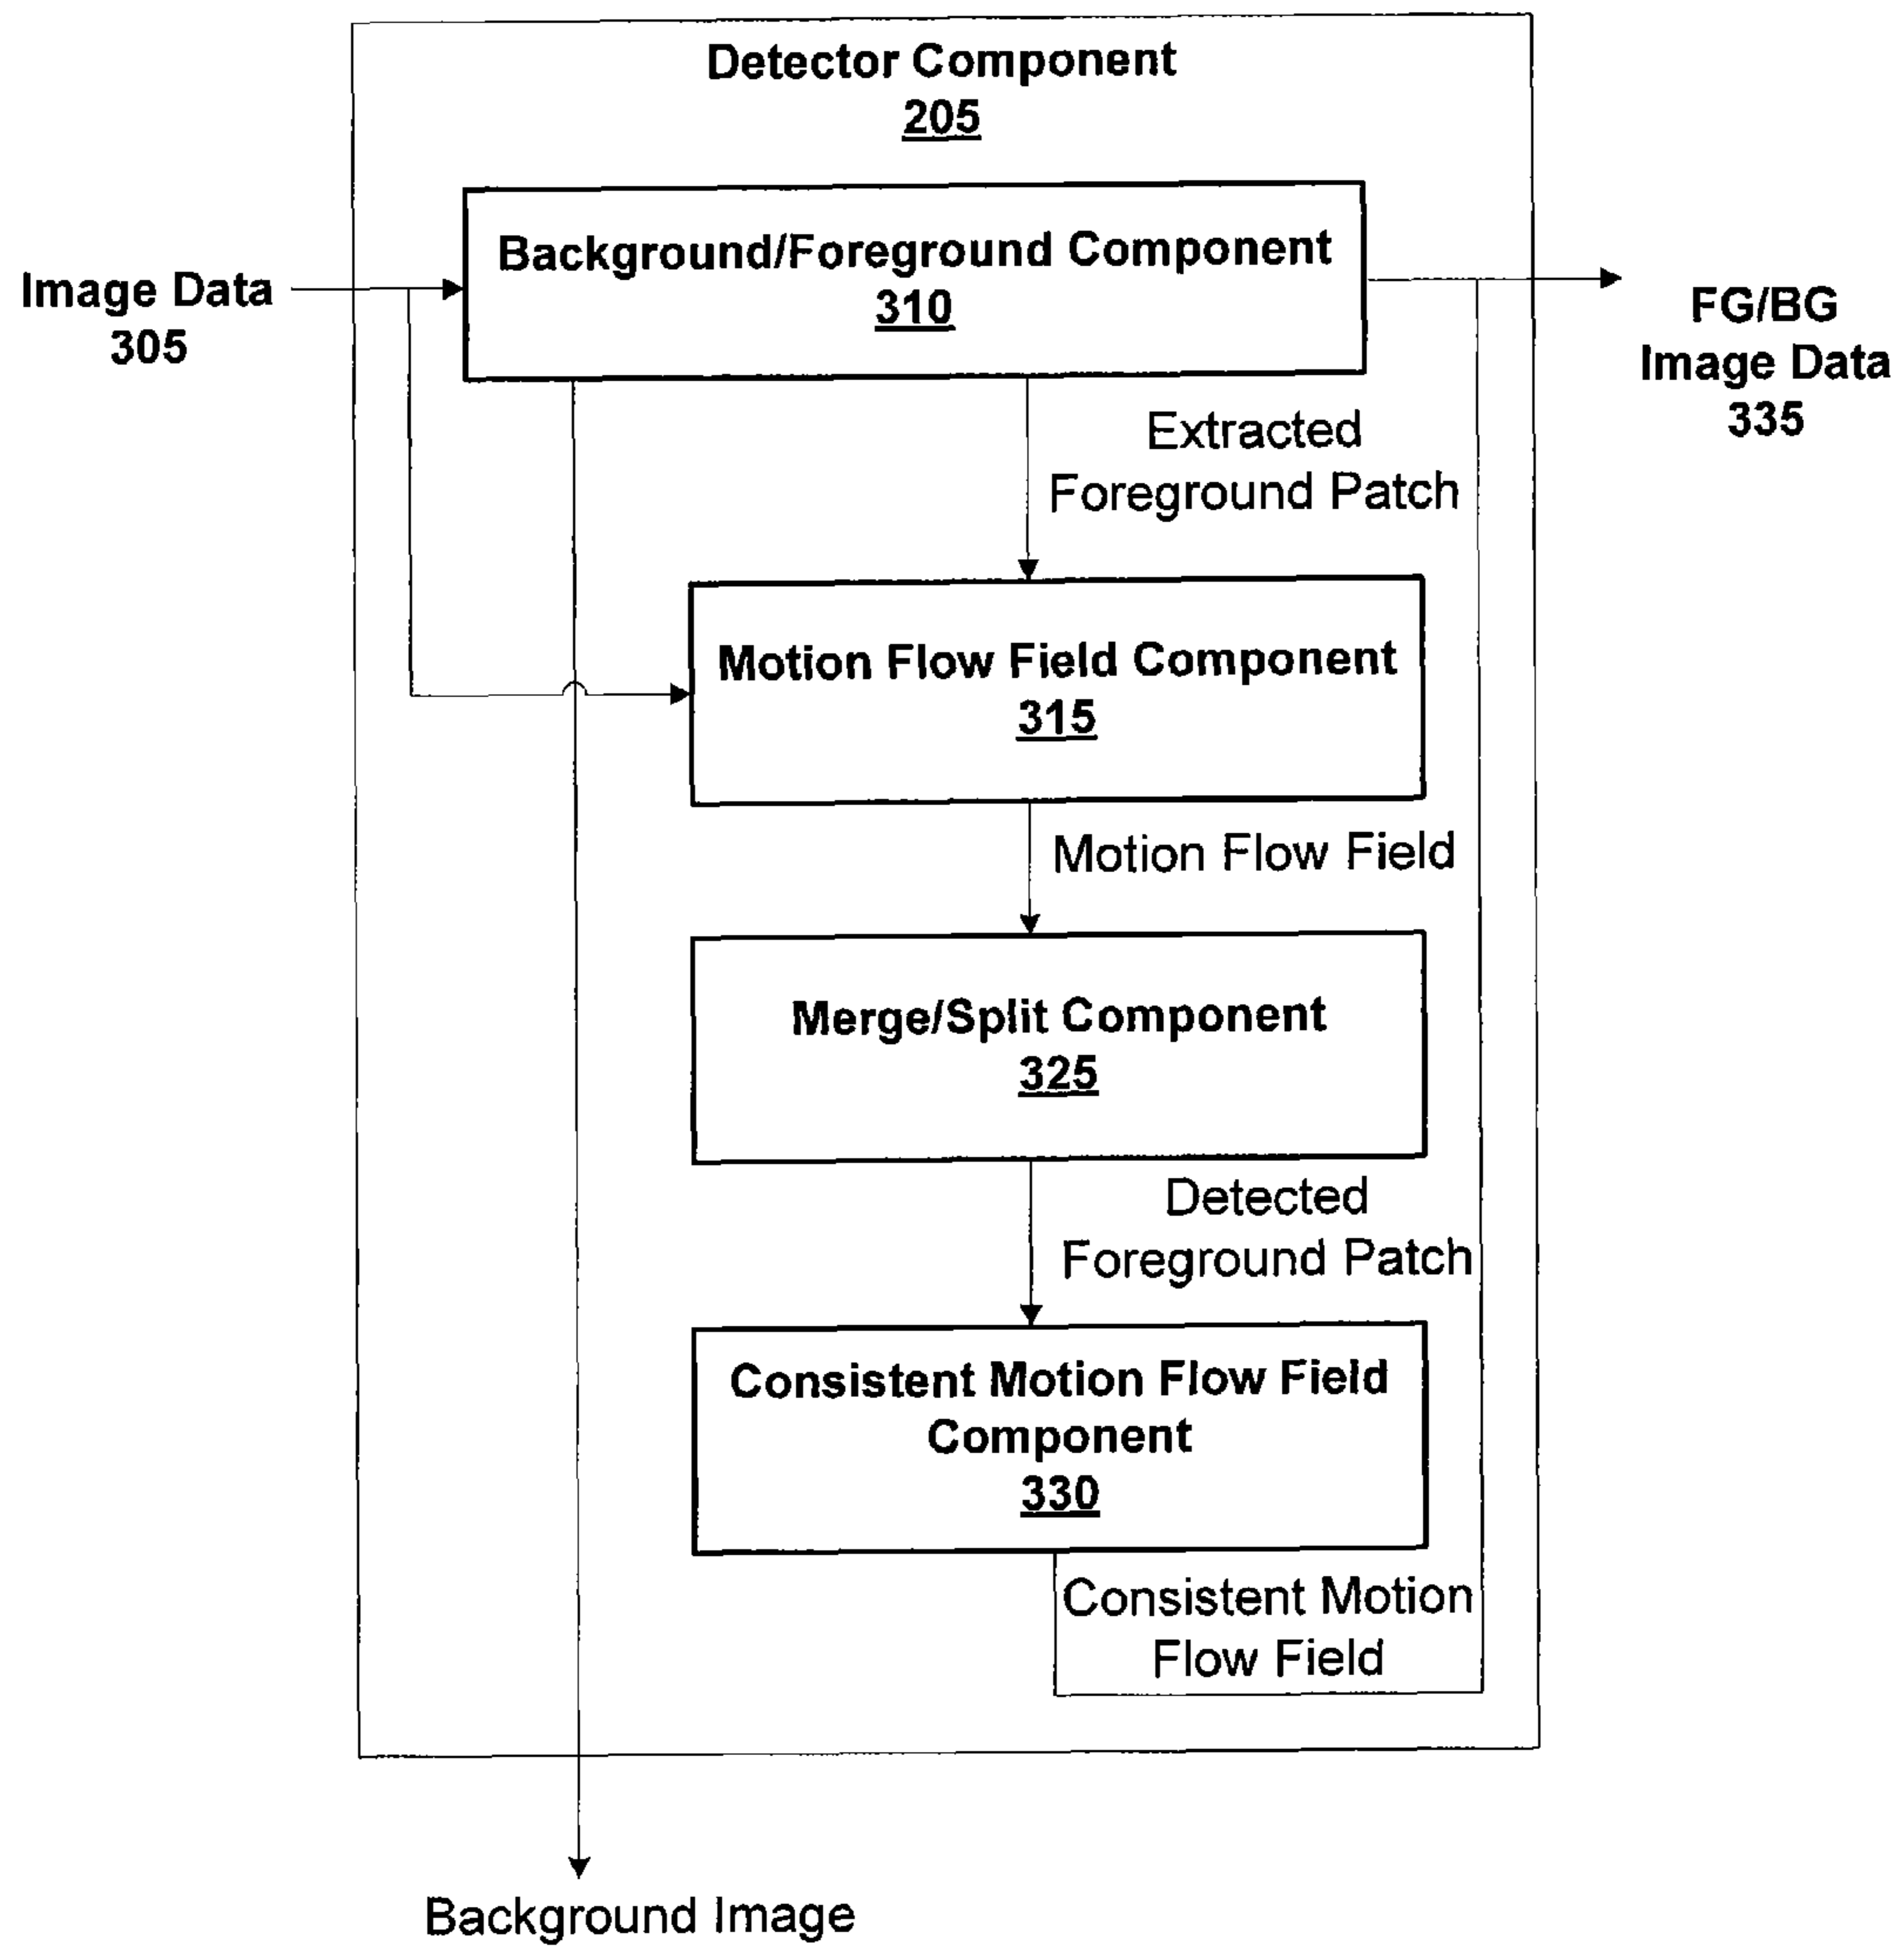 Detector Component
205
Background/Foreground Component
310
Image Data
305
FG/BG
Image Data
335
Extracted
Foreground Patch
Motion Flow Field Component
315
Motion Flow Field
Merge/Split Component
325
Detected
Foreground Patch
Consistent Motion Flow Field
Component
330
Consistent Motion
Flow Field
Background Image